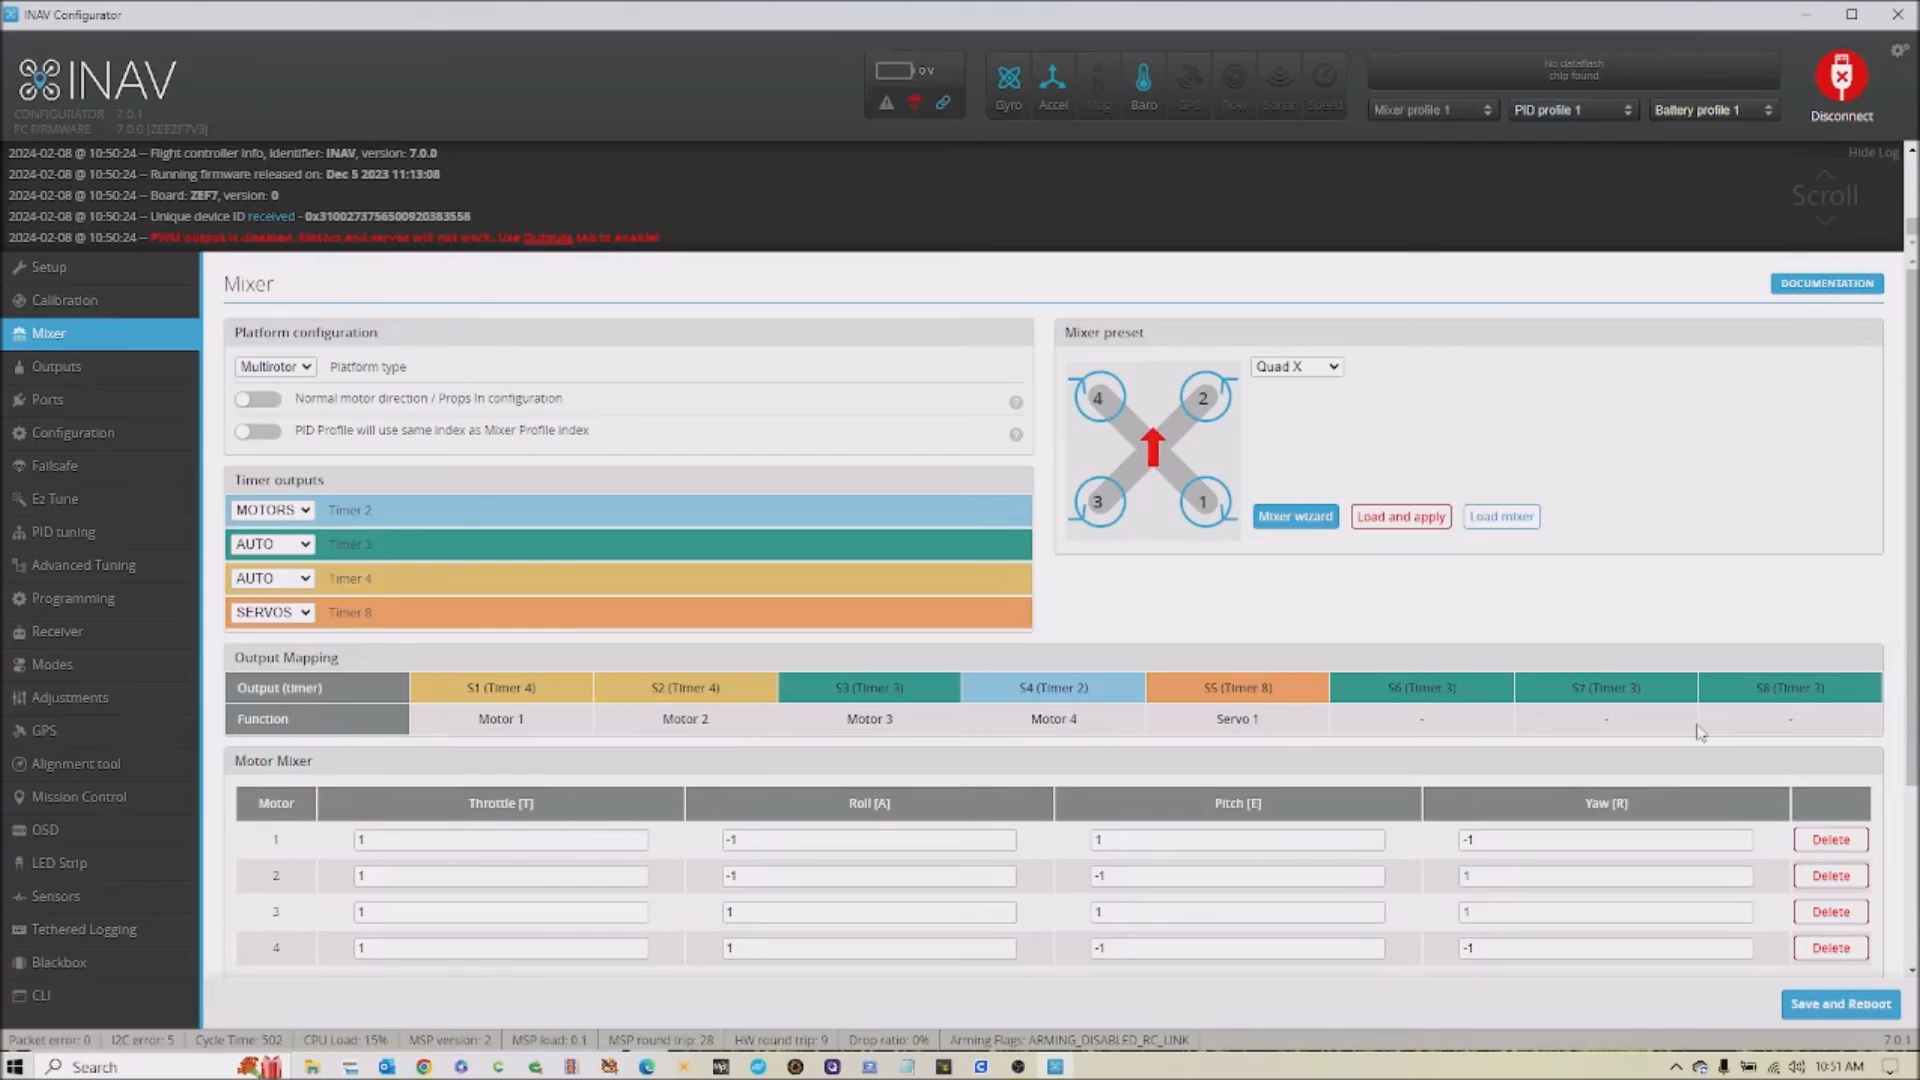 INAV Configurator
INAV
CONFIGURATOR 7.0.1
FC FIRMWARE 7.0.0 [ZEEZF7V3]
0 V
Gyro Accel Mag Baro GPS Flow Sonar Speed
No dataflash
chip found
Mixer profile 1 PID profile 1 Battery profile 1
Disconnect
2024-02-08 @ 10:50:24 -- Flight controller info, identifier: INAV, version: 7.0.0
2024-02-08 @ 10:50:24 -- Running firmware released on: Dec 5 2023 11:13:08
2024-02-08 @ 10:50:24 -- Board: ZEF7, version: 0
2024-02-08 @ 10:50:24 -- Unique device ID received - 0x3100273756500920383558
2024-02-08 @ 10:50:24 -- PWM output is disabled. Motors and servos will not work. Use Outputs tab to enable!
Hide Log
Scroll
Setup
Calibration
Mixer
Outputs
Ports
Configuration
Failsafe
Ez Tune
PID tuning
Advanced Tuning
Programming
Receiver
Modes
Adjustments
GPS
Alignment tool
Mission Control
OSD
LED Strip
Sensors
Tethered Logging
Blackbox
CLI
Mixer
DOCUMENTATION
Platform configuration
Multirotor Platform type
Normal motor direction / Props in configuration ?
PID Profile will use same index as Mixer Profile index ?
Mixer preset
Quad X
4 2
3 1
Mixer wizard Load and apply Load mixer
Timer outputs
MOTORS Timer 2
AUTO Timer 3
AUTO Timer 4
SERVOS Timer 8
Output Mapping
Output (timer) S1 (Timer 4) S2 (Timer 4) S3 (Timer 3) S4 (Timer 2) S5 (Timer 8) S6 (Timer 3) S7 (Timer 3) S8 (Timer 3)
Function Motor 1 Motor 2 Motor 3 Motor 4 Servo 1 - - -
Motor Mixer
Motor Throttle [T] Roll [A] Pitch [E] Yaw [R]
1 1 -1 1 -1 Delete
2 1 -1 -1 1 Delete
3 1 1 1 1 Delete
4 1 1 -1 -1 Delete
Save and Reboot
Packet error: 0 I2C error: 5 Cycle Time: 502 CPU Load: 15% MSP version: 2 MSP load: 0.1 MSP round trip: 28 HW round trip: 9 Drop ratio: 0% Arming Flags: ARMING_DISABLED_RC_LINK 7.0.1
Search
10:51 AM